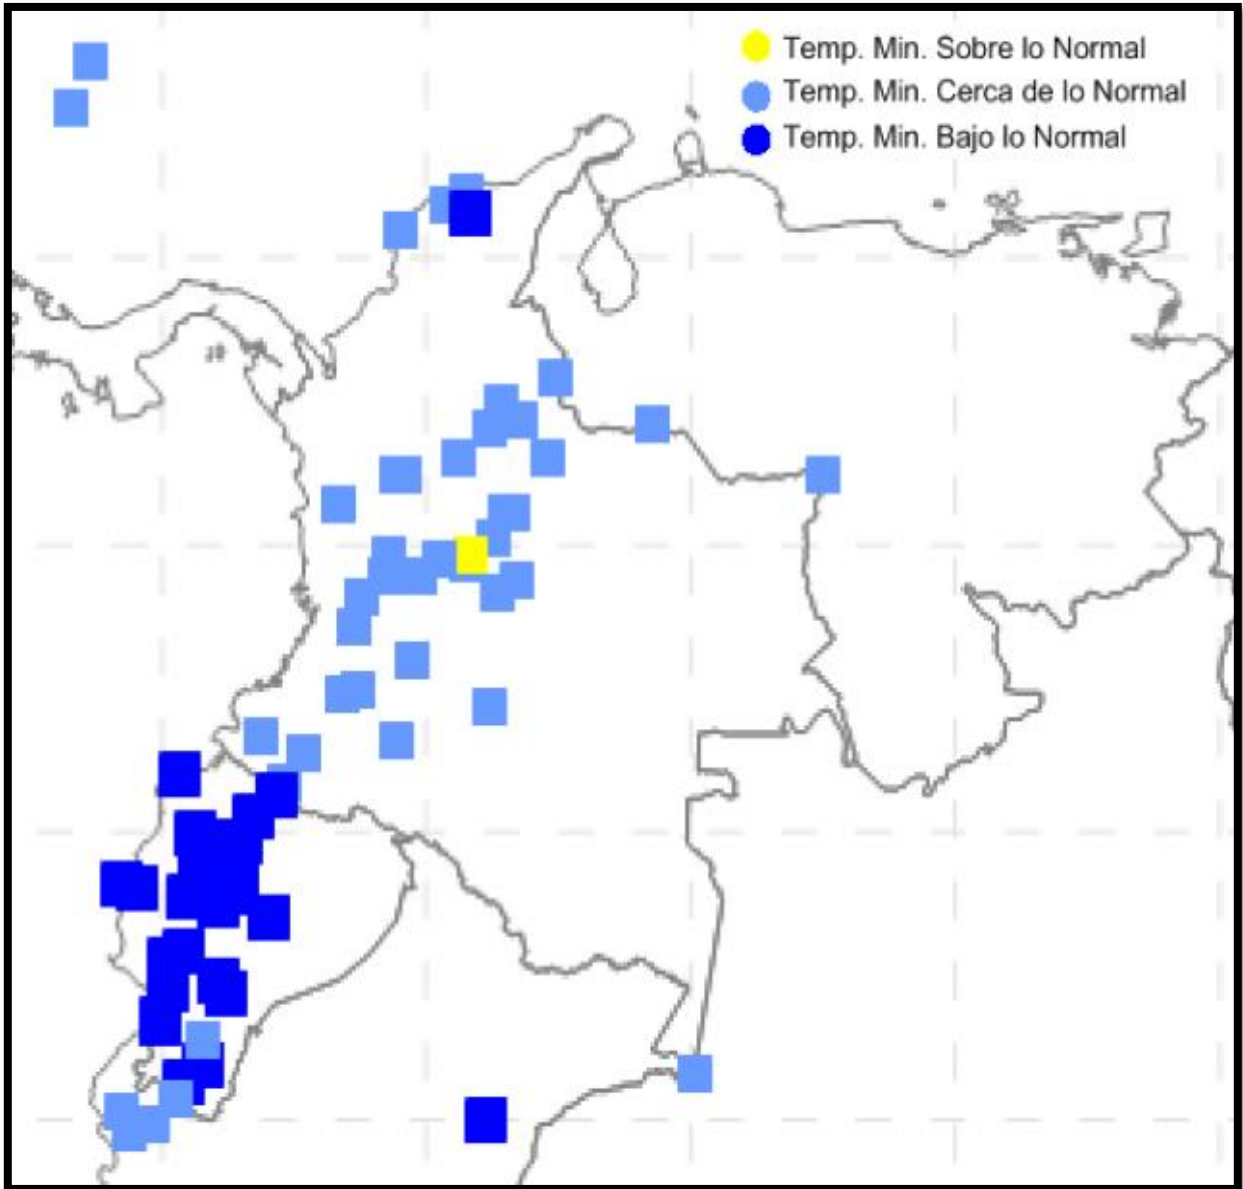 Temp. Min. Sobre lo Normal
Temp. Min. Cerca de lo Normal
Temp. Min. Bajo lo Normal